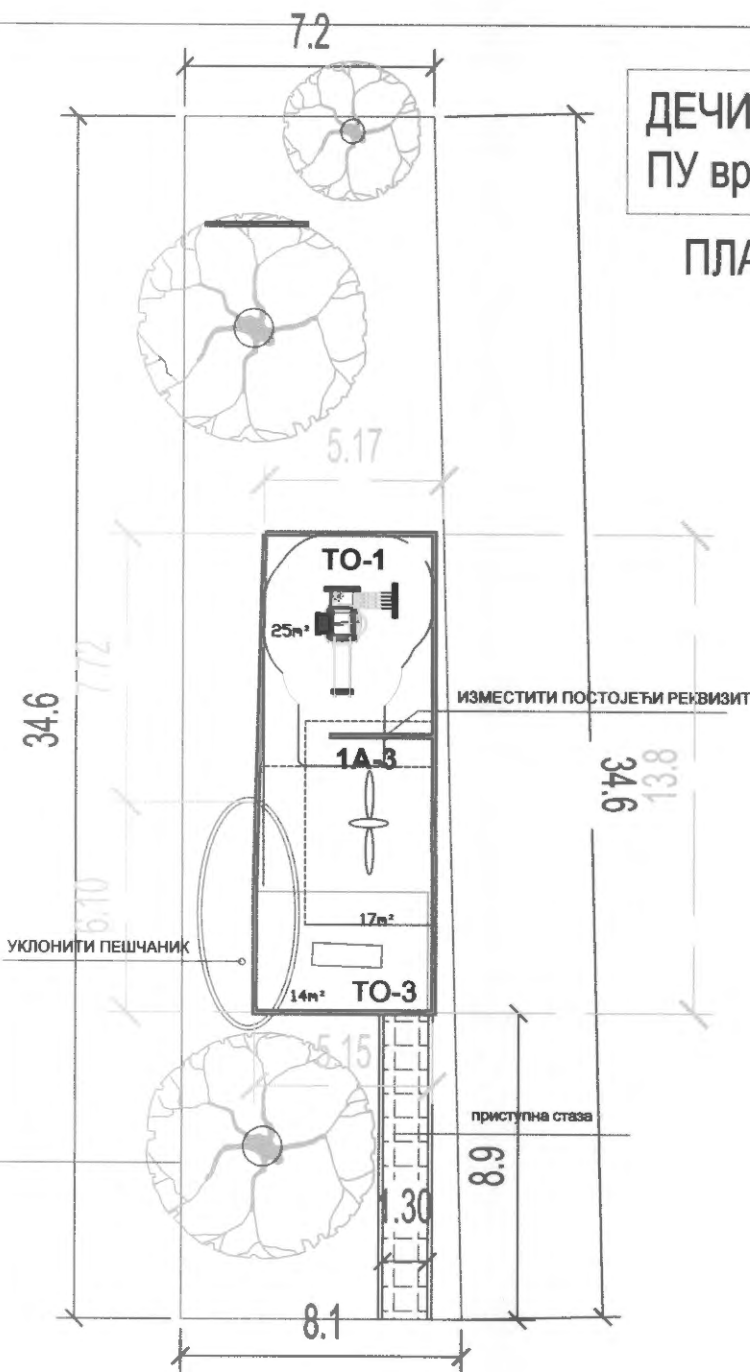 7.2
ДЕЧИ
ПУ вр
ПЛА
5.17
ТО-1
25m²
7.72
34.6
ИЗМЕСТИТИ ПОСТОЈЕЋИ РЕКВИЗИТ
1А-3
34.6
13.8
6.10
17m²
УКЛОНИТИ ПЕШЧАНИК
14m²
ТО-3
5.15
приступна стаза
8.9
1.30
8.1